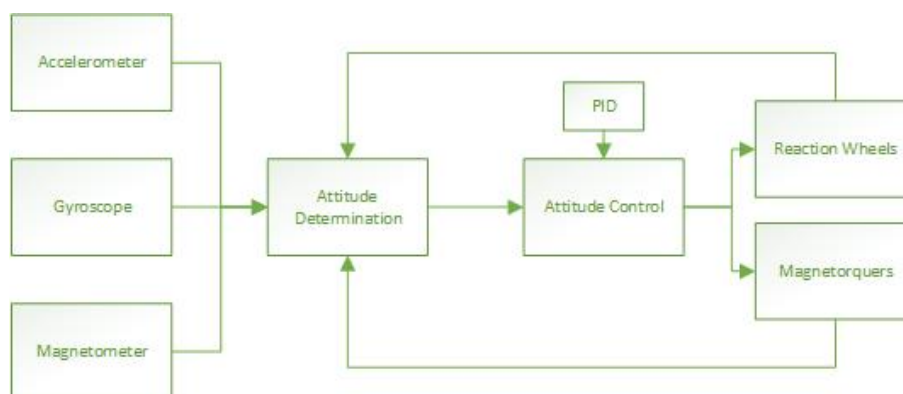 Accelerometer
PID
Reaction Wheels
Gyroscope
Attitude
Determination
Attitude Control
Magnetorquers
Magnetometer